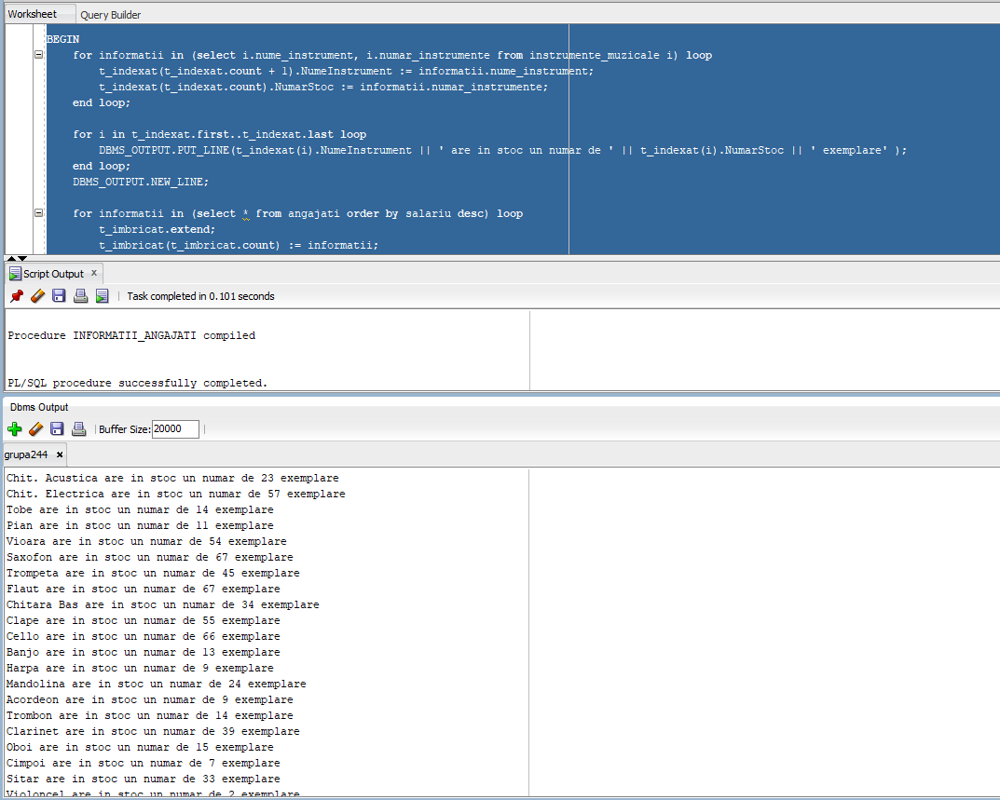 Worksheet Query Builder
BEGIN
for informatii in (select i.nume_instrument, i.numar_instrumente from instrumente_muzicale i) loop
t_indexat(t_indexat.count + 1).NumeInstrument := informatii.nume_instrument;
t_indexat(t_indexat.count).NumarStoc := informatii.numar_instrumente;
end loop;
for i in t_indexat.first..t_indexat.last loop
DBMS_OUTPUT.PUT_LINE(t_indexat(i).NumeInstrument || ' are in stoc un numar de ' || t_indexat(i).NumarStoc || ' exemplare' );
end loop;
DBMS_OUTPUT.NEW_LINE;
for informatii in (select * from angajati order by salariu desc) loop
t_imbricat.extend;
t_imbricat(t_imbricat.count) := informatii;
Script Output x
Task completed in 0.101 seconds
Procedure INFORMATII_ANGAJATI compiled
PL/SQL procedure successfully completed.
Dbms Output
Buffer Size: 20000
grupa244 x
Chit. Acustica are in stoc un numar de 23 exemplare
Chit. Electrica are in stoc un numar de 57 exemplare
Tobe are in stoc un numar de 14 exemplare
Pian are in stoc un numar de 11 exemplare
Vioara are in stoc un numar de 54 exemplare
Saxofon are in stoc un numar de 67 exemplare
Trompeta are in stoc un numar de 45 exemplare
Flaut are in stoc un numar de 67 exemplare
Chitara Bas are in stoc un numar de 34 exemplare
Clape are in stoc un numar de 55 exemplare
Cello are in stoc un numar de 66 exemplare
Banjo are in stoc un numar de 13 exemplare
Harpa are in stoc un numar de 9 exemplare
Mandolina are in stoc un numar de 24 exemplare
Acordeon are in stoc un numar de 9 exemplare
Trombon are in stoc un numar de 14 exemplare
Clarinet are in stoc un numar de 39 exemplare
Oboi are in stoc un numar de 15 exemplare
Cimpoi are in stoc un numar de 7 exemplare
Sitar are in stoc un numar de 33 exemplare
Violoncel are in stoc un numar de 2 exemplare